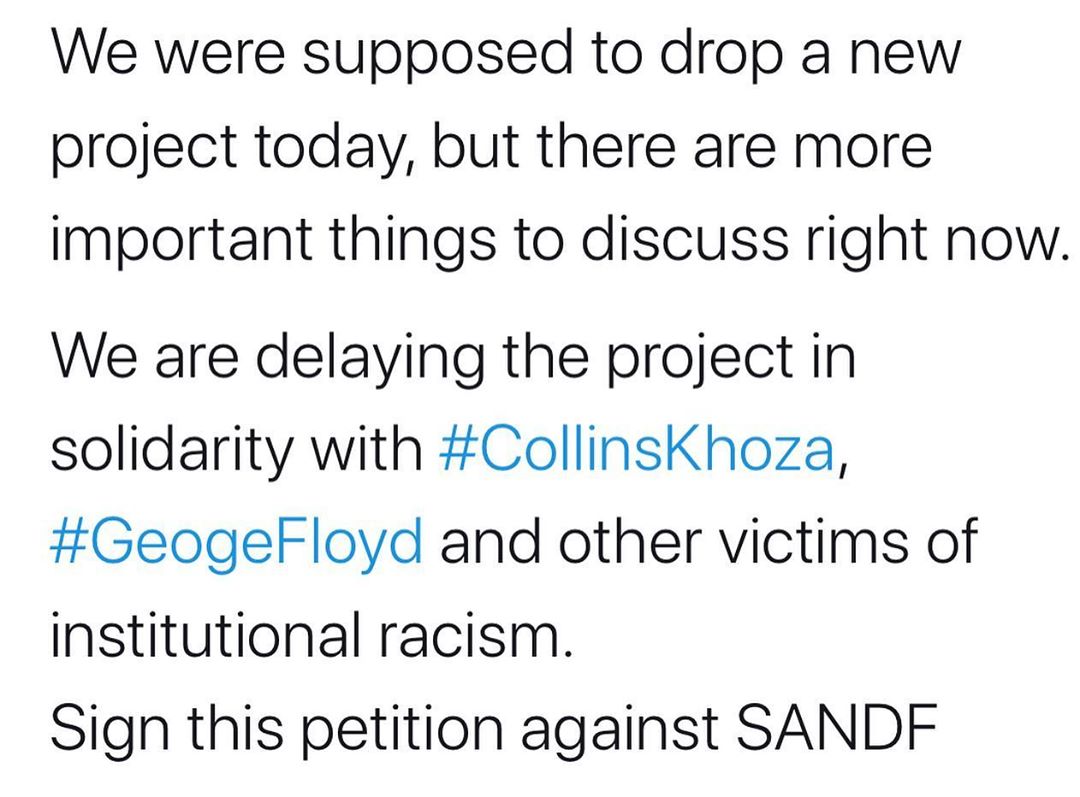 We were supposed to drop a new
project today, but there are more
important things to discuss right now.
We are delaying the project in
solidarity with #CollinsKhoza,
#GeogeFloyd and other victims of
institutional racism.
Sign this petition against SANDF